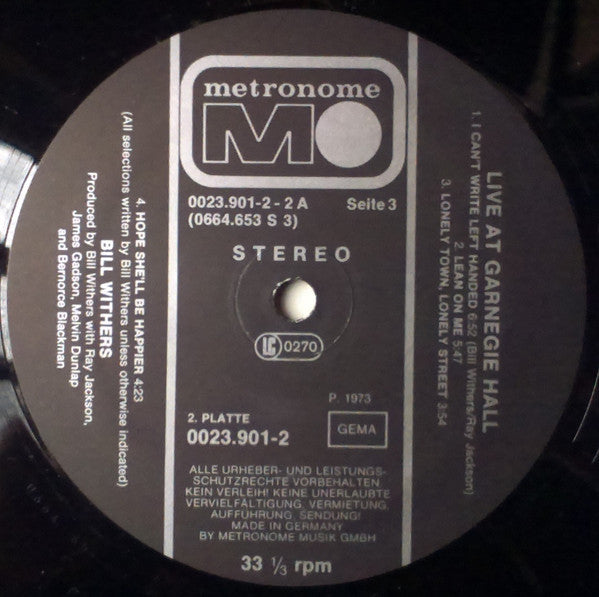 metronome
MO
0023.901-2 - 2 A
Seite 3
(0664.653 S 3)
STEREO
LC 0270
P. 1973
2. PLATTE
0023.901-2
GEMA
ALLE URHEBER- UND LEISTUNGS-
SCHUTZRECHTE VORBEHALTEN
KEIN VERLEIH! KEINE UNERLAUBTE
VERVIELFÄLTIGUNG, VERMIETUNG,
AUFFÜHRUNG, SENDUNG!
MADE IN GERMANY
BY METRONOME MUSIK GMBH
33 ⅓ rpm
LIVE AT GARNEGIE HALL
1. I CAN'T WRITE LEFT HANDED 6:52 (Bill Withers/Ray Jackson)
2. LEAN ON ME 5:47
3. LONELY TOWN, LONELY STREET 3:54
4. HOPE SHE'LL BE HAPPIER 4:23
(All selections written by Bill Withers unless otherwise indicated)
BILL WITHERS
Produced by Bill Withers with Ray Jackson,
James Gadson, Melvin Dunlap
and Bernorce Blackman